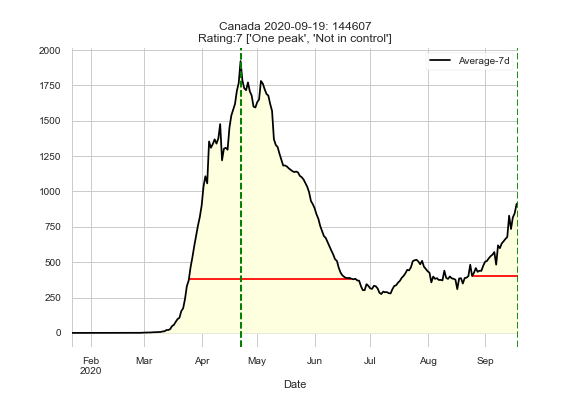 Canada 2020-09-19: 144607
Rating:7 ['One peak', 'Not in control']
Average-7d
2000
1750
1500
1250
1000
750
500
250
0
Feb Mar Apr May Jun Jul Aug Sep
2020
Date